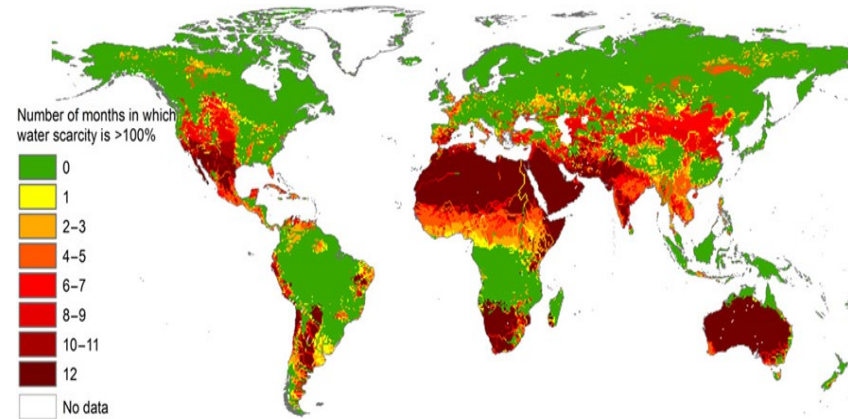 Number of months in which
water scarcity is >100%
0
1
2–3
4–5
6–7
8–9
10–11
12
No data